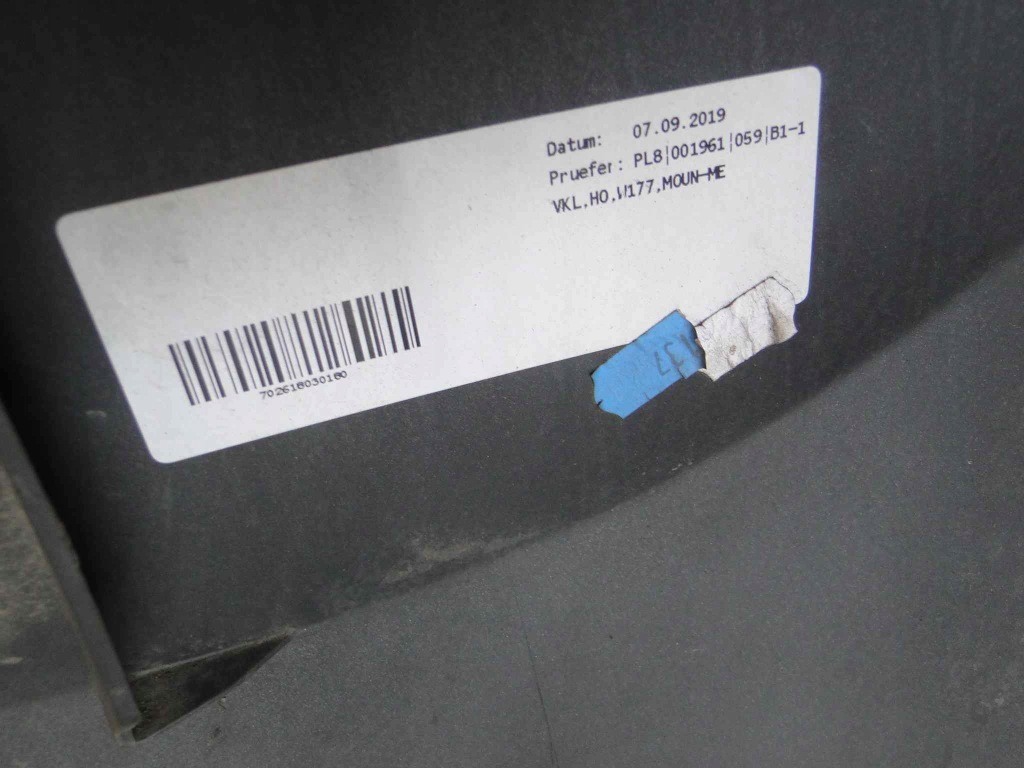 Datum: 07.09.2019
Pruefer: PL8|001961|059|B1-1
VKL.HO.W177.MOUN-ME
702618030180